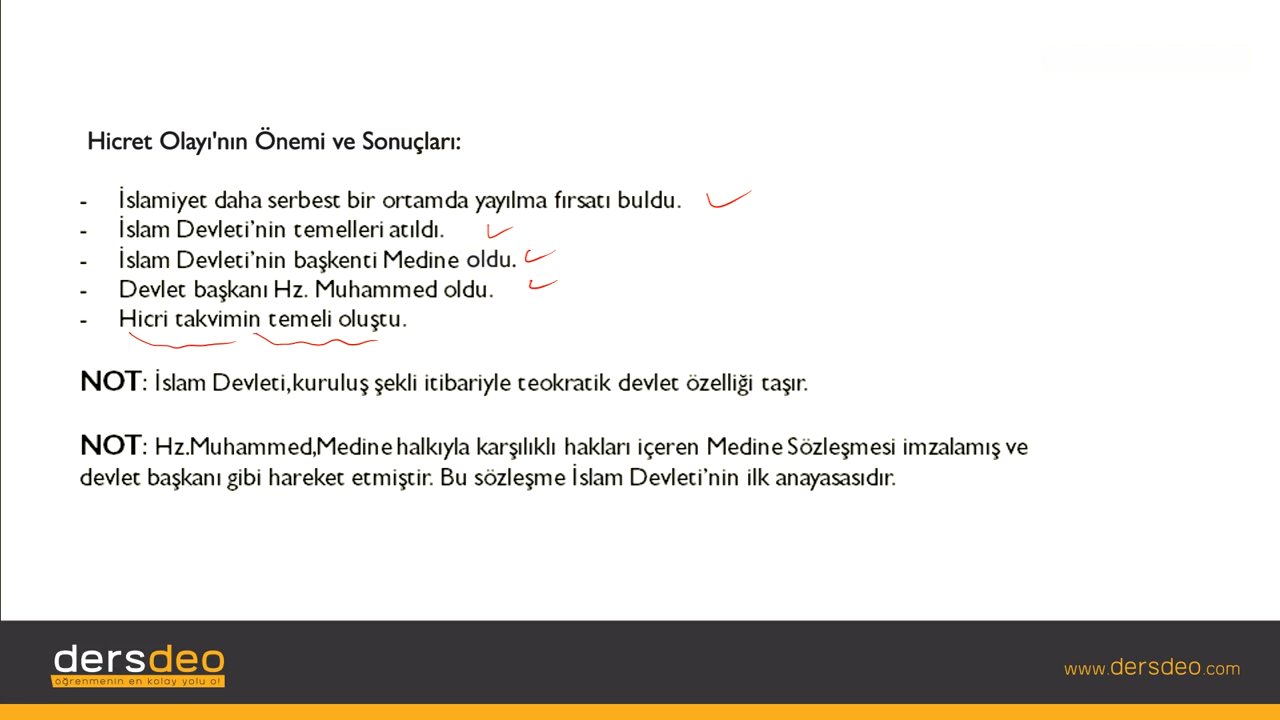 Hicret Olayı'nın Önemi ve Sonuçları:
- İslamiyet daha serbest bir ortamda yayılma fırsatı buldu.
- İslam Devleti’nin temelleri atıldı.
- İslam Devleti’nin başkenti Medine oldu.
- Devlet başkanı Hz. Muhammed oldu.
- Hicri takvimin temeli oluştu.
NOT: İslam Devleti,kuruluş şekli itibariyle teokratik devlet özelliği taşır.
NOT: Hz.Muhammed,Medine halkıyla karşılıklı hakları içeren Medine Sözleşmesi imzalamış ve
devlet başkanı gibi hareket etmiştir. Bu sözleşme İslam Devleti’nin ilk anayasasıdır.
dersdeo
öğrenmenin en kolay yolu o!
www.dersdeo.com